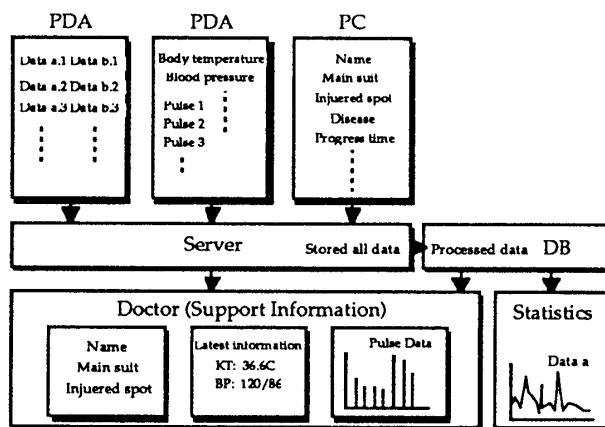 PDA
PDA
PC
Data a.1 Data b.1
Data a.2 Data b.2
Data a.3 Data b.3
Body temperature
Blood pressure
Pulse 1
Pulse 2
Pulse 3
Name
Main suit
Injuered spot
Disease
Progress time
Server
Stored all data
Processed data
DB
Doctor (Support Information)
Name
Main suit
Injuered spot
Latest information
KT: 36.6C
BP: 120/86
Pulse Data
Statistics
Data a